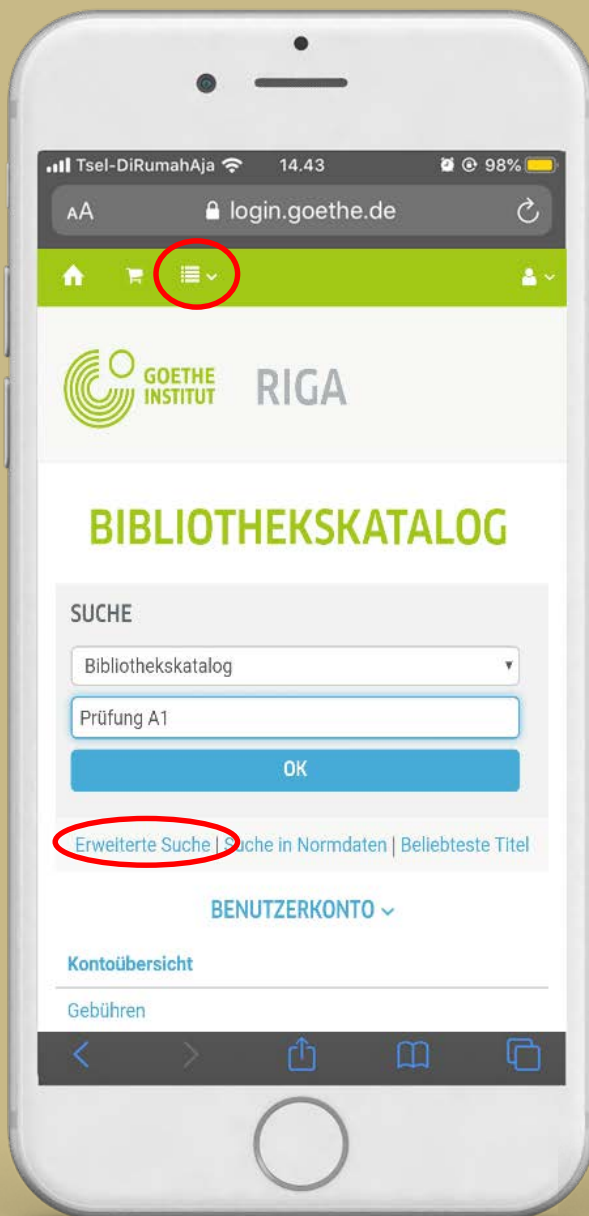 Tsel-DiRumahAja 14.43 98%
AA login.goethe.de
GOETHE INSTITUT RIGA
BIBLIOTHEKSKATALOG
SUCHE
Bibliothekskatalog
Prüfung A1
OK
Erweiterte Suche | Suche in Normdaten | Beliebteste Titel
BENUTZERKONTO
Kontoübersicht
Gebühren